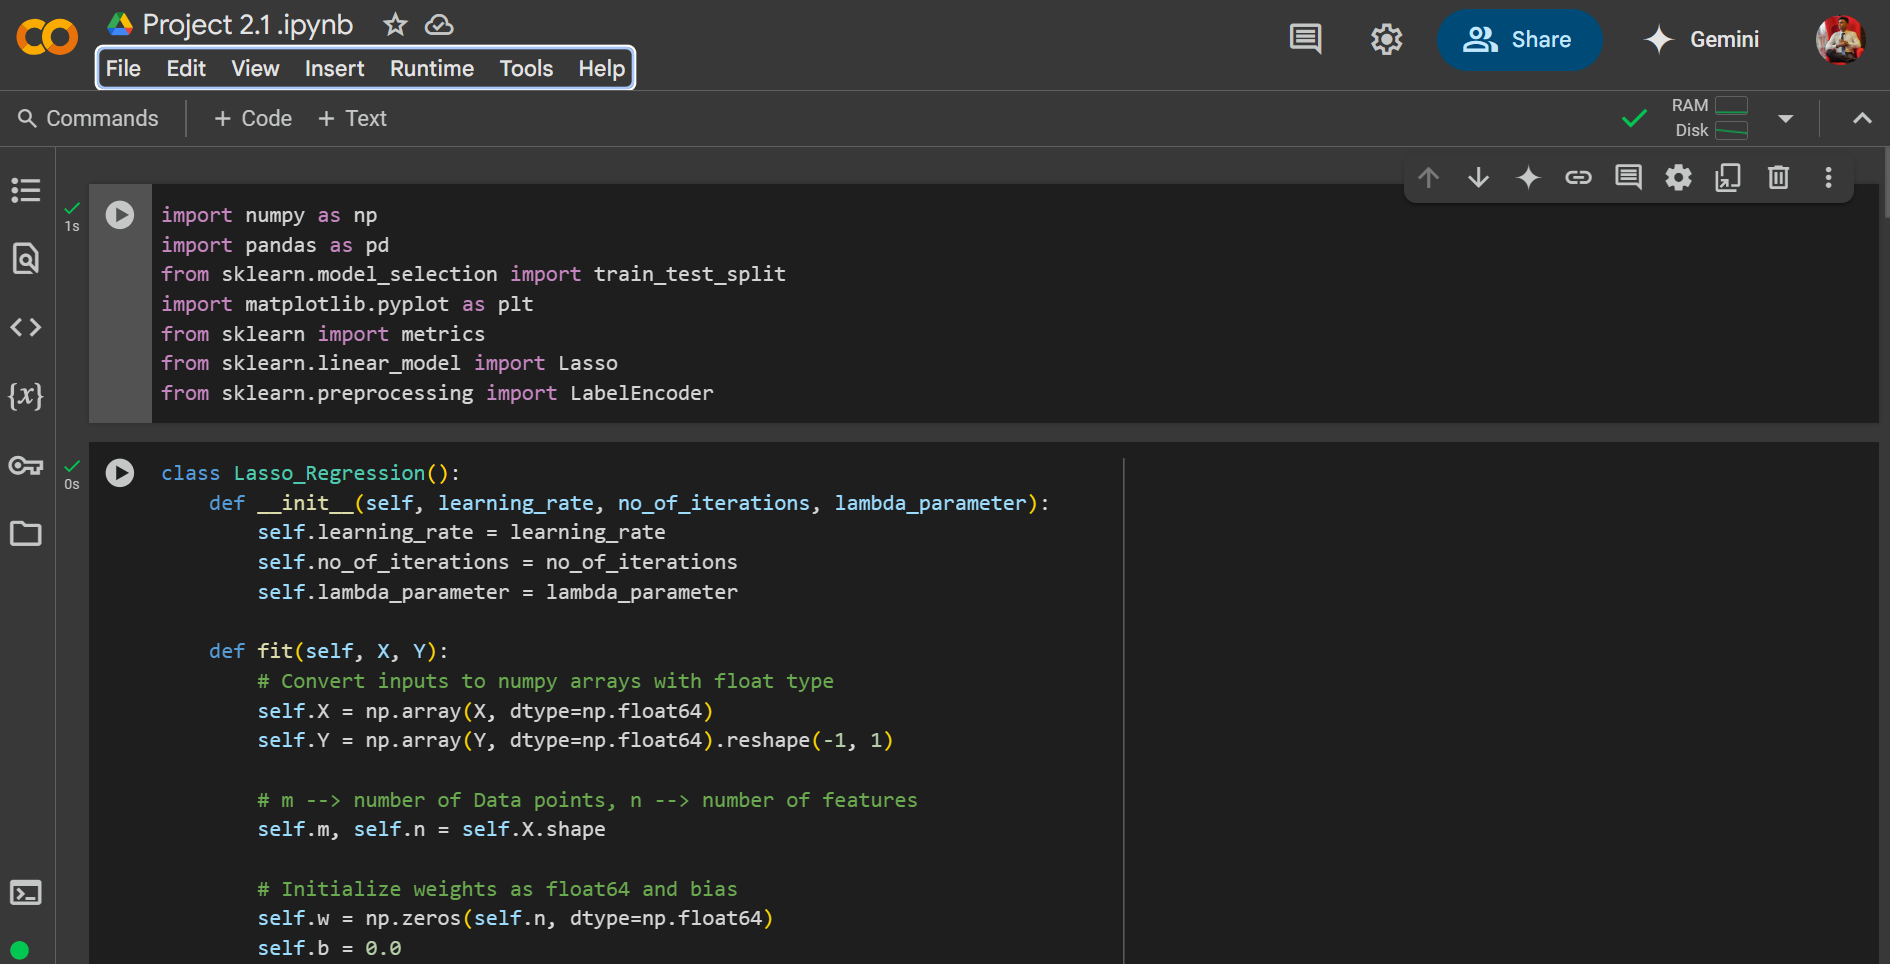 Project 2.1 .ipynb
File Edit View Insert Runtime Tools Help
Share
Gemini
Commands + Code + Text
RAM
Disk
1s
import numpy as np
import pandas as pd
from sklearn.model_selection import train_test_split
import matplotlib.pyplot as plt
from sklearn import metrics
from sklearn.linear_model import Lasso
from sklearn.preprocessing import LabelEncoder
0s
class Lasso_Regression():
    def __init__(self, learning_rate, no_of_iterations, lambda_parameter):
        self.learning_rate = learning_rate
        self.no_of_iterations = no_of_iterations
        self.lambda_parameter = lambda_parameter
    def fit(self, X, Y):
        # Convert inputs to numpy arrays with float type
        self.X = np.array(X, dtype=np.float64)
        self.Y = np.array(Y, dtype=np.float64).reshape(-1, 1)
        # m --> number of Data points, n --> number of features
        self.m, self.n = self.X.shape
        # Initialize weights as float64 and bias
        self.w = np.zeros(self.n, dtype=np.float64)
        self.b = 0.0